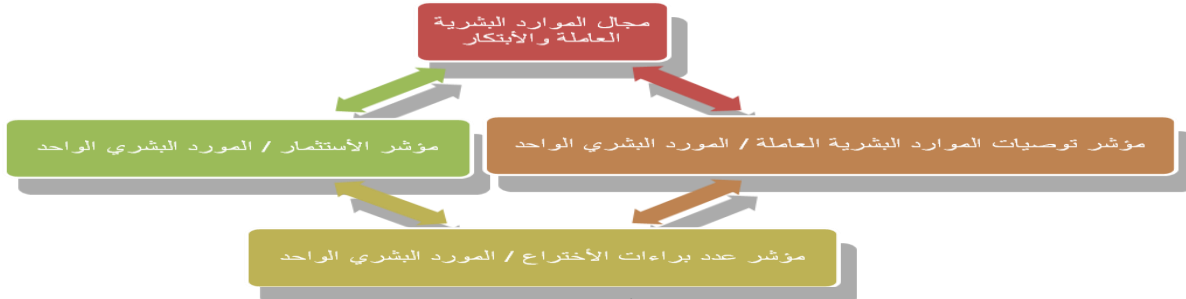 مجال الموارد البشرية
العاملة والأبتكار
مؤشر توصيات الموارد البشرية العاملة / المورد البشري الواحد
مؤشر الأستثمار / المورد البشري الواحد
مؤشر عدد براءات الأختراع / المورد البشري الواحد